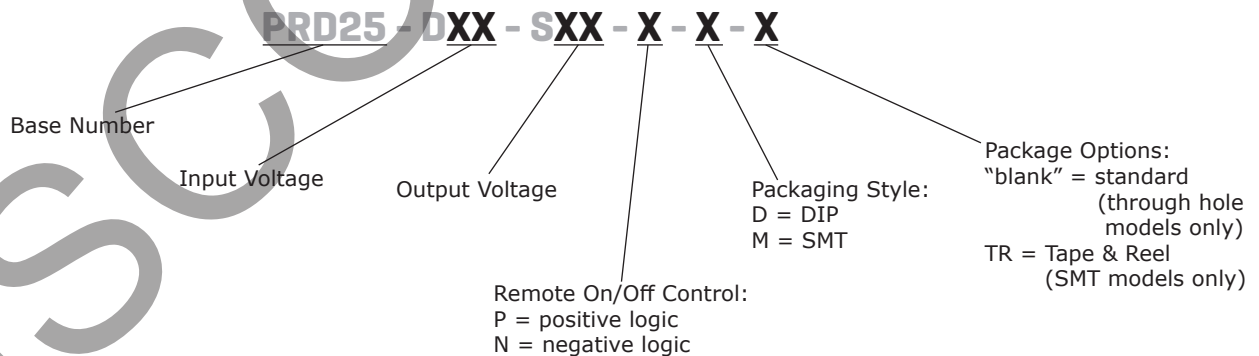 PRD25 - DXX - SXX - X - X - X
Base Number
Input Voltage
Output Voltage
Packaging Style:
D = DIP
M = SMT
Package Options:
“blank” = standard
(through hole
models only)
TR = Tape & Reel
(SMT models only)
Remote On/Off Control:
P = positive logic
N = negative logic
SCO